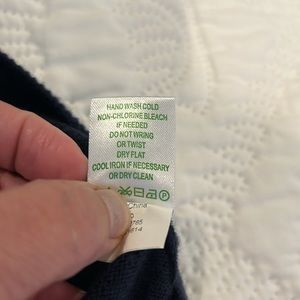 HAND WASH COLD
NON-CHLORINE BLEACH
IF NEEDED
DO NOT WRING
OR TWIST
DRY FLAT
COOL IRON IF NECESSARY
OR DRY CLEAN
China